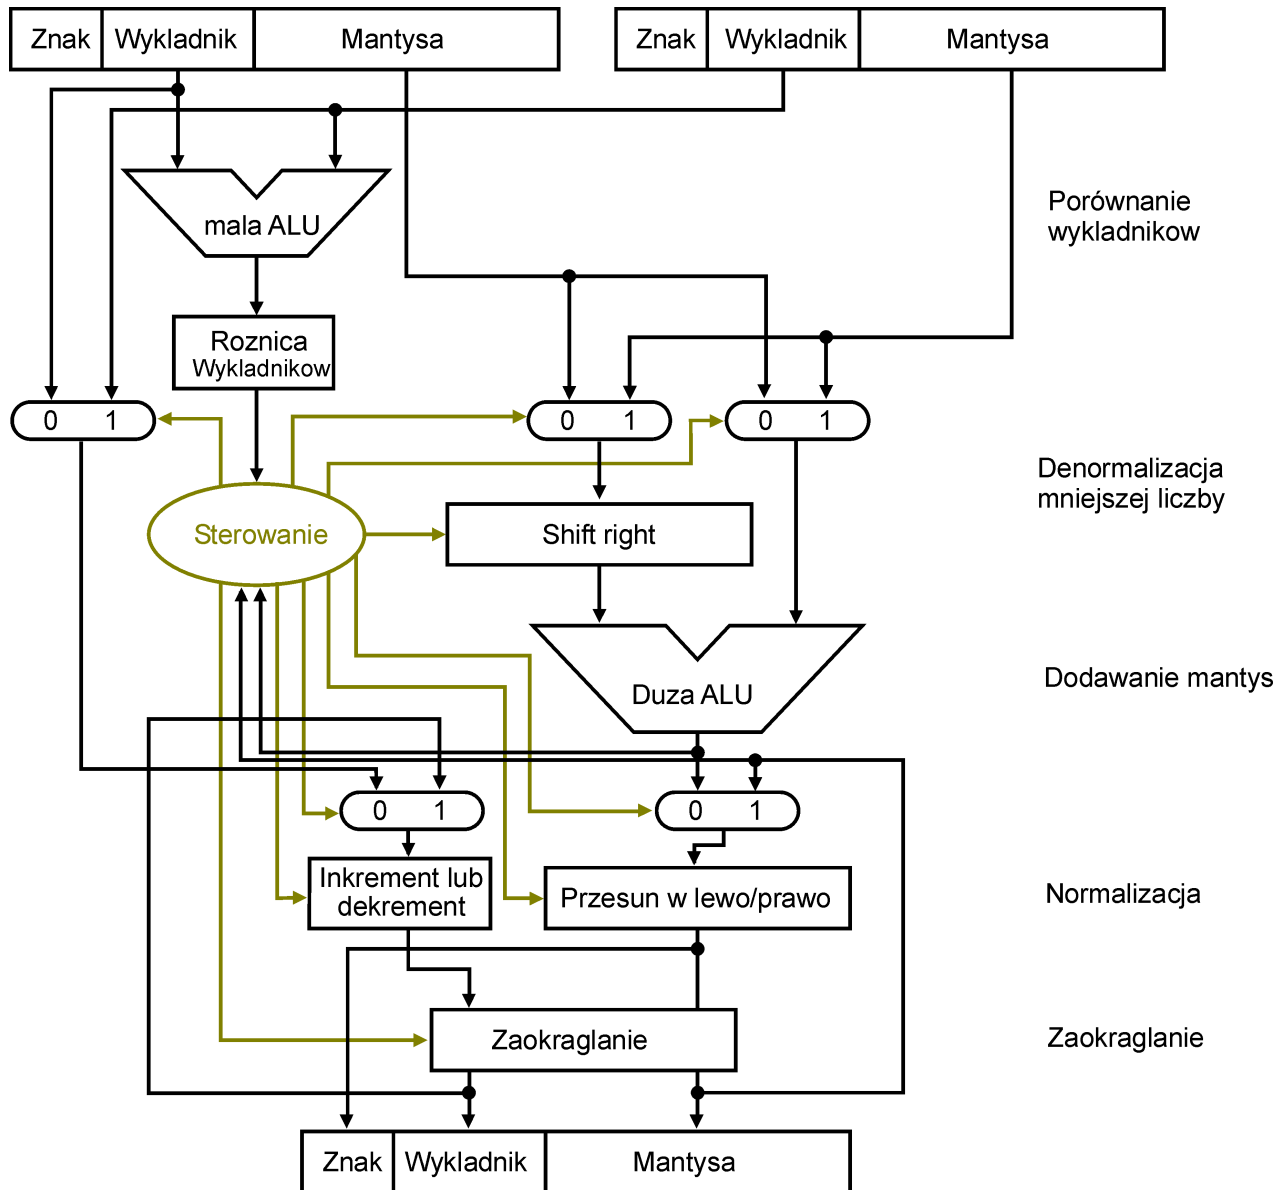 Znak Wykladnik Mantysa Znak Wykladnik Mantysa
mala ALU
Porównanie
wykladnikow
Roznica
Wykladnikow
0 1 0 1 0 1
Denormalizacja
mniejszej liczby
Sterowanie Shift right
Duza ALU Dodawanie mantys
0 1 0 1
Inkrement lub
dekrement
Przesun w lewo/prawo Normalizacja
Zaokraglanie Zaokraglanie
Znak Wykladnik Mantysa